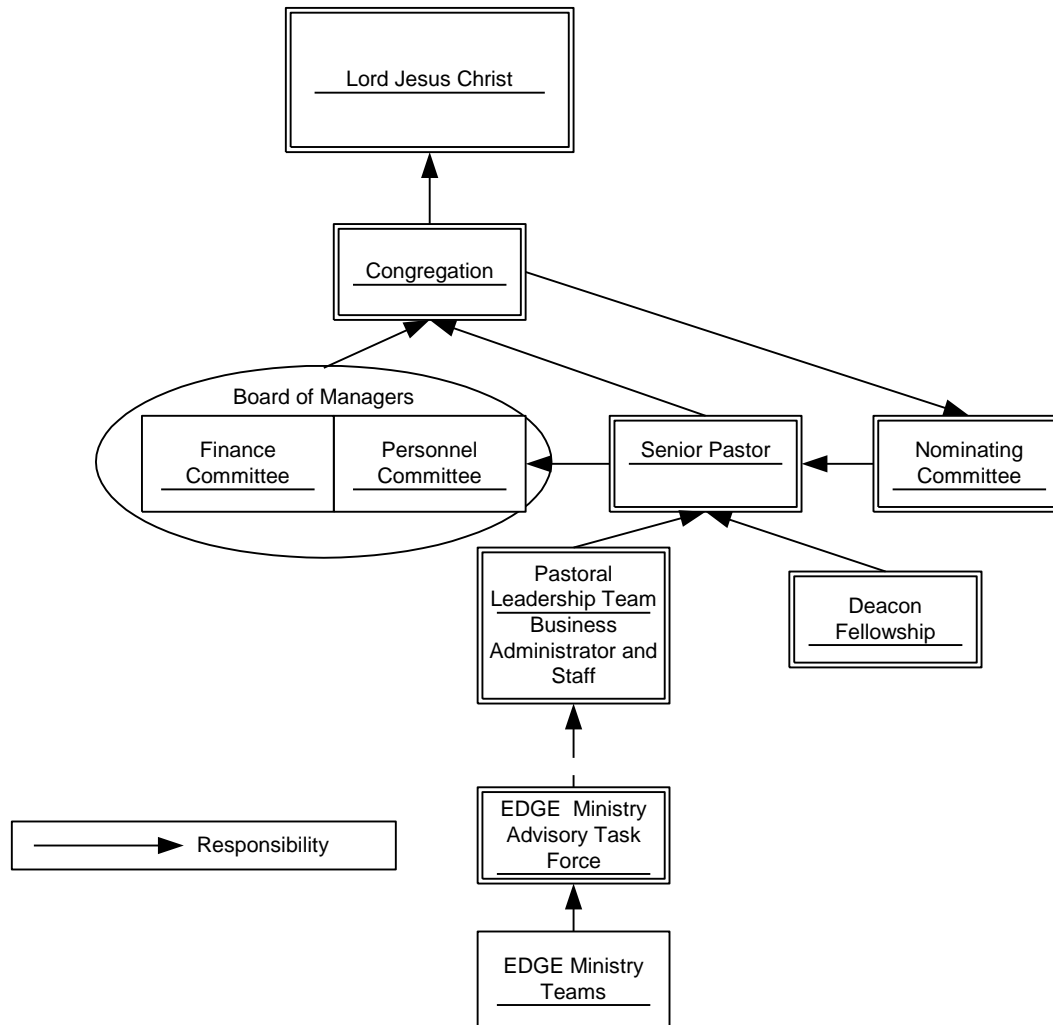 Lord Jesus Christ
Congregation
Board of Managers
Finance
Committee
Personnel
Committee
Senior Pastor
Nominating
Committee
Pastoral
Leadership Team
Business
Administrator and
Staff
Deacon
Fellowship
EDGE  Ministry
Advisory Task
Force
Responsibility
EDGE Ministry
Teams